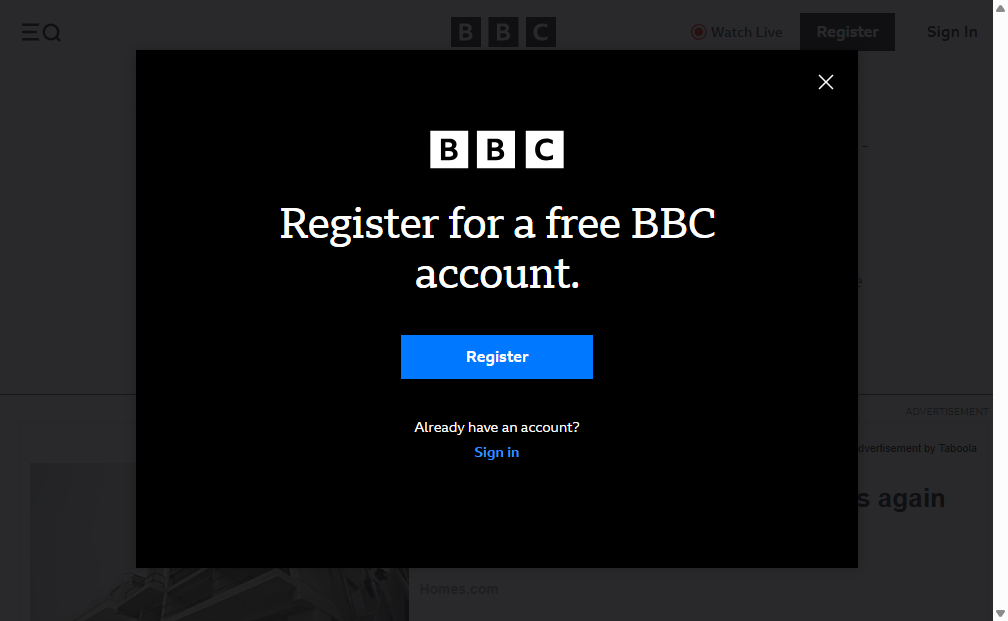 BBC
Watch Live
Register
Sign In
BBC
Register for a free BBC
account.
Register
Already have an account?
Sign in
ADVERTISEMENT
dvertisement by Taboola
s again
Homes.com